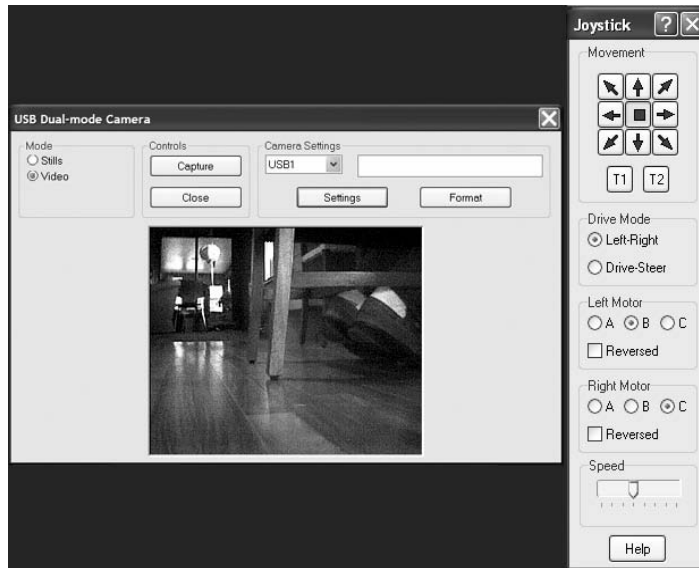 USB Dual-mode Camera
Mode
Stills
Video
Controls
Capture
Close
Camera Settings
USB1
Settings
Format
Joystick
Movement
T1 T2
Drive Mode
Left-Right
Drive-Steer
Left Motor
A B C
Reversed
Right Motor
A B C
Reversed
Speed
Help